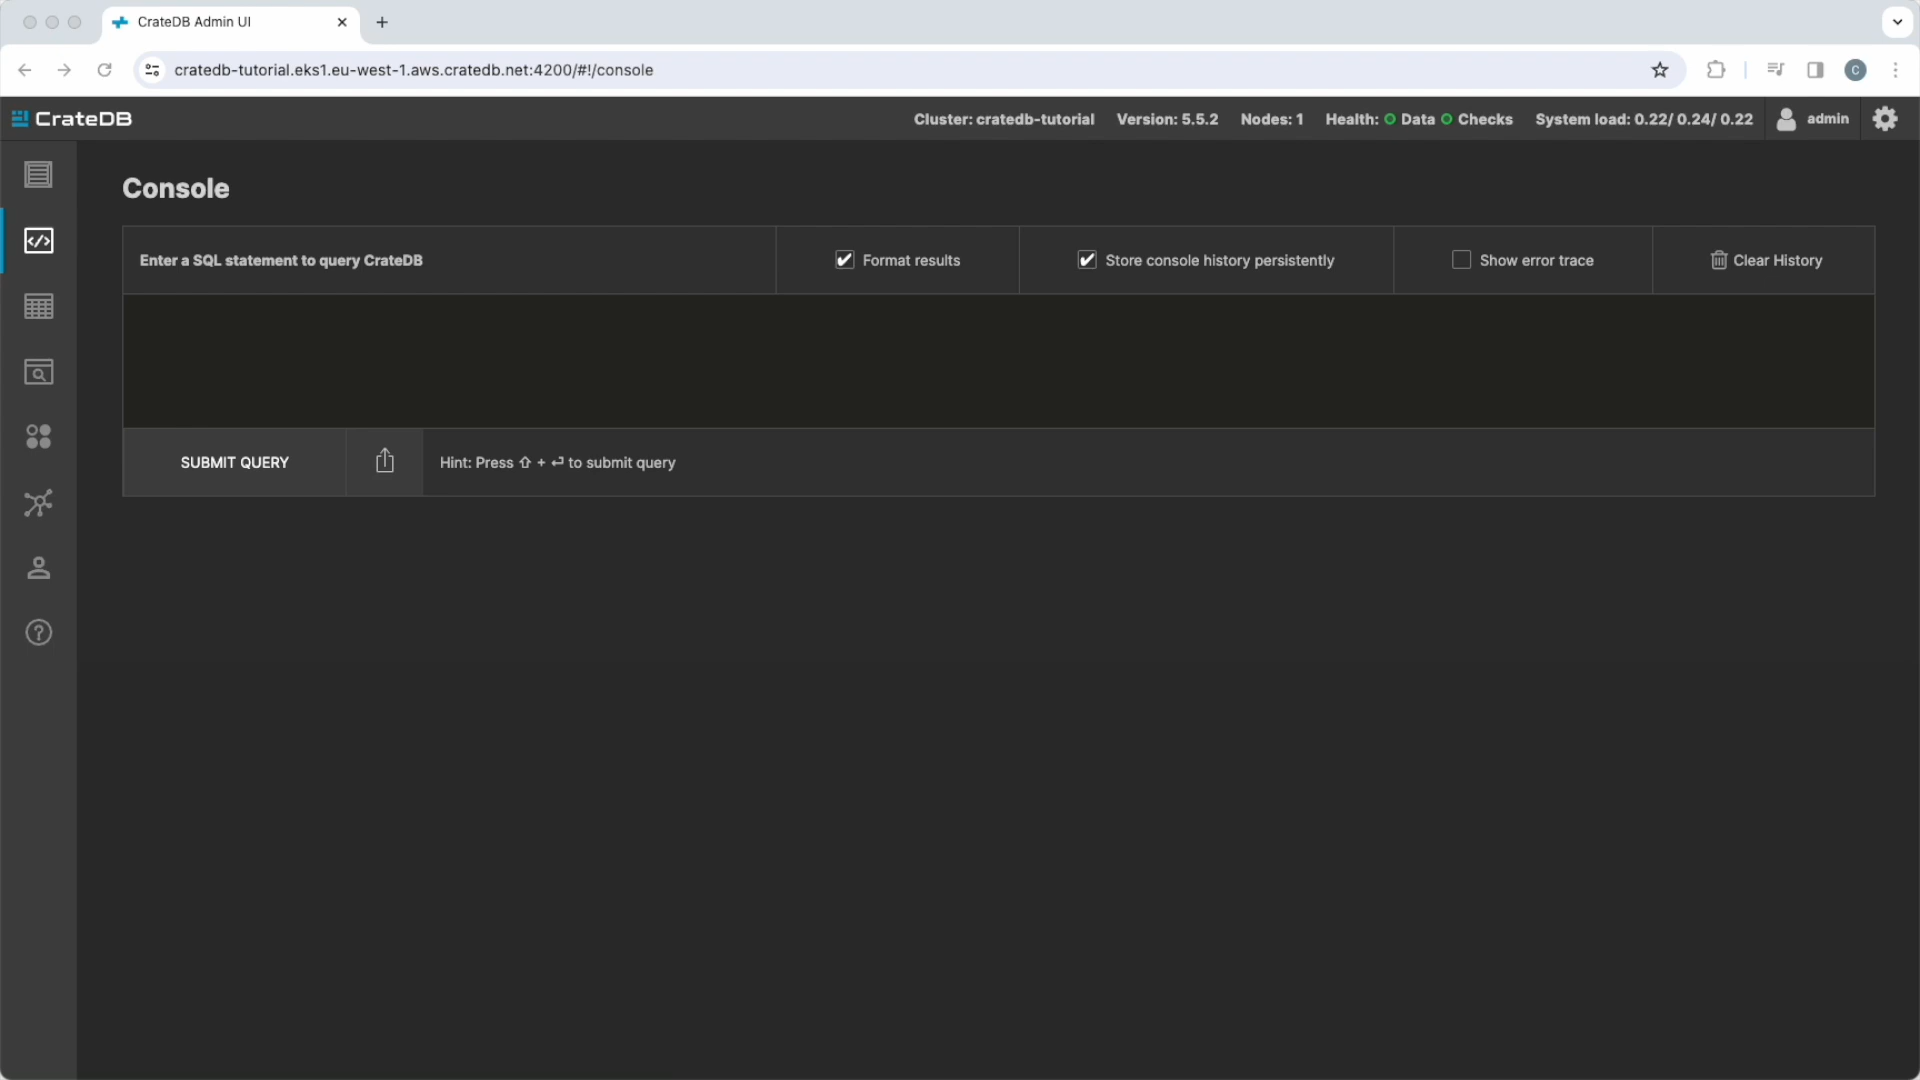 CrateDB Admin UI
cratedb-tutorial.eks1.eu-west-1.aws.cratedb.net:4200/#!/console
C
CrateDB
Cluster: cratedb-tutorial Version: 5.5.2 Nodes: 1 Health: Data Checks System load: 0.22/ 0.24/ 0.22 admin
Console
Enter a SQL statement to query CrateDB Format results Store console history persistently Show error trace Clear History
SUBMIT QUERY Hint: Press ⇧ + ⏎ to submit query